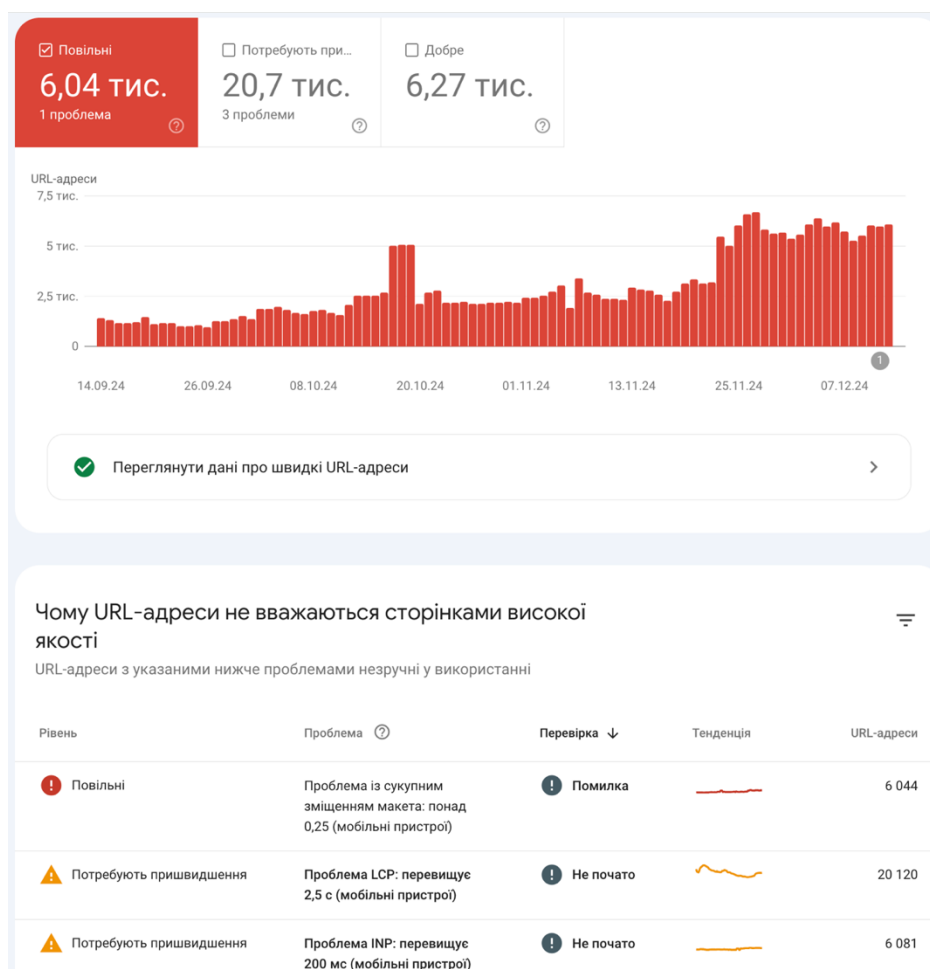 Повільні
6,04 тис.
1 проблема
Потребують при...
20,7 тис.
3 проблеми
Добре
6,27 тис.
URL-адреси
7,5 тис.
5 тис.
2,5 тис.
0
1
14.09.24 26.09.24 08.10.24 20.10.24 01.11.24 13.11.24 25.11.24 07.12.24
Переглянути дані про швидкі URL-адреси
Чому URL-адреси не вважаються сторінками високої
якості
URL-адреси з указаними нижче проблемами незручні у використанні
Рівень Проблема Перевірка Тенденція URL-адреси
Повільні Проблема із сукупним Помилка 6 044
зміщенням макета: понад
0,25 (мобільні пристрої)
Потребують пришвидшення Проблема LCP: перевищує Не почато 20 120
2,5 с (мобільні пристрої)
Потребують пришвидшення Проблема INP: перевищує Не почато 6 081
200 мс (мобільні пристрої)